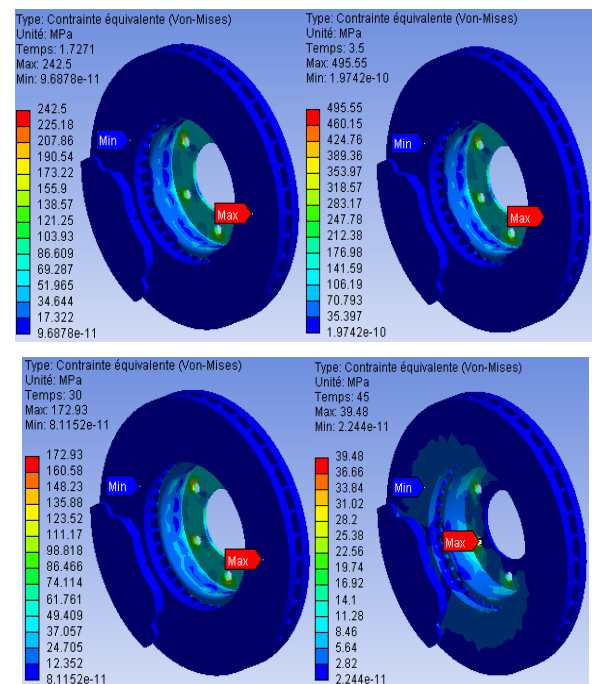 Type: Contrainte équivalente (Von-Mises)
Unité: MPa
Temps: 1.7271
Max: 242.5
Min: 9.6878e-11
242.5
225.18
207.86
190.54
173.22
155.9
138.57
121.25
103.93
86.609
69.287
51.965
34.644
17.322
9.6878e-11
Min
Max
Type: Contrainte équivalente (Von-Mises)
Unité: MPa
Temps: 3.5
Max: 495.55
Min: 1.9742e-10
495.55
460.15
424.76
389.36
353.97
318.57
283.17
247.78
212.38
176.98
141.59
106.19
70.793
35.397
1.9742e-10
Min
Max
Type: Contrainte équivalente (Von-Mises)
Unité: MPa
Temps: 30
Max: 172.93
Min: 8.1152e-11
172.93
160.58
148.23
135.88
123.52
111.17
98.818
86.466
74.114
61.761
49.409
37.057
24.705
12.352
8.1152e-11
Min
Max
Type: Contrainte équivalente (Von-Mises)
Unité: MPa
Temps: 45
Max: 39.48
Min: 2.244e-11
39.48
36.66
33.84
31.02
28.2
25.38
22.56
19.74
16.92
14.1
11.28
8.46
5.64
2.82
2.244e-11
Min
Max